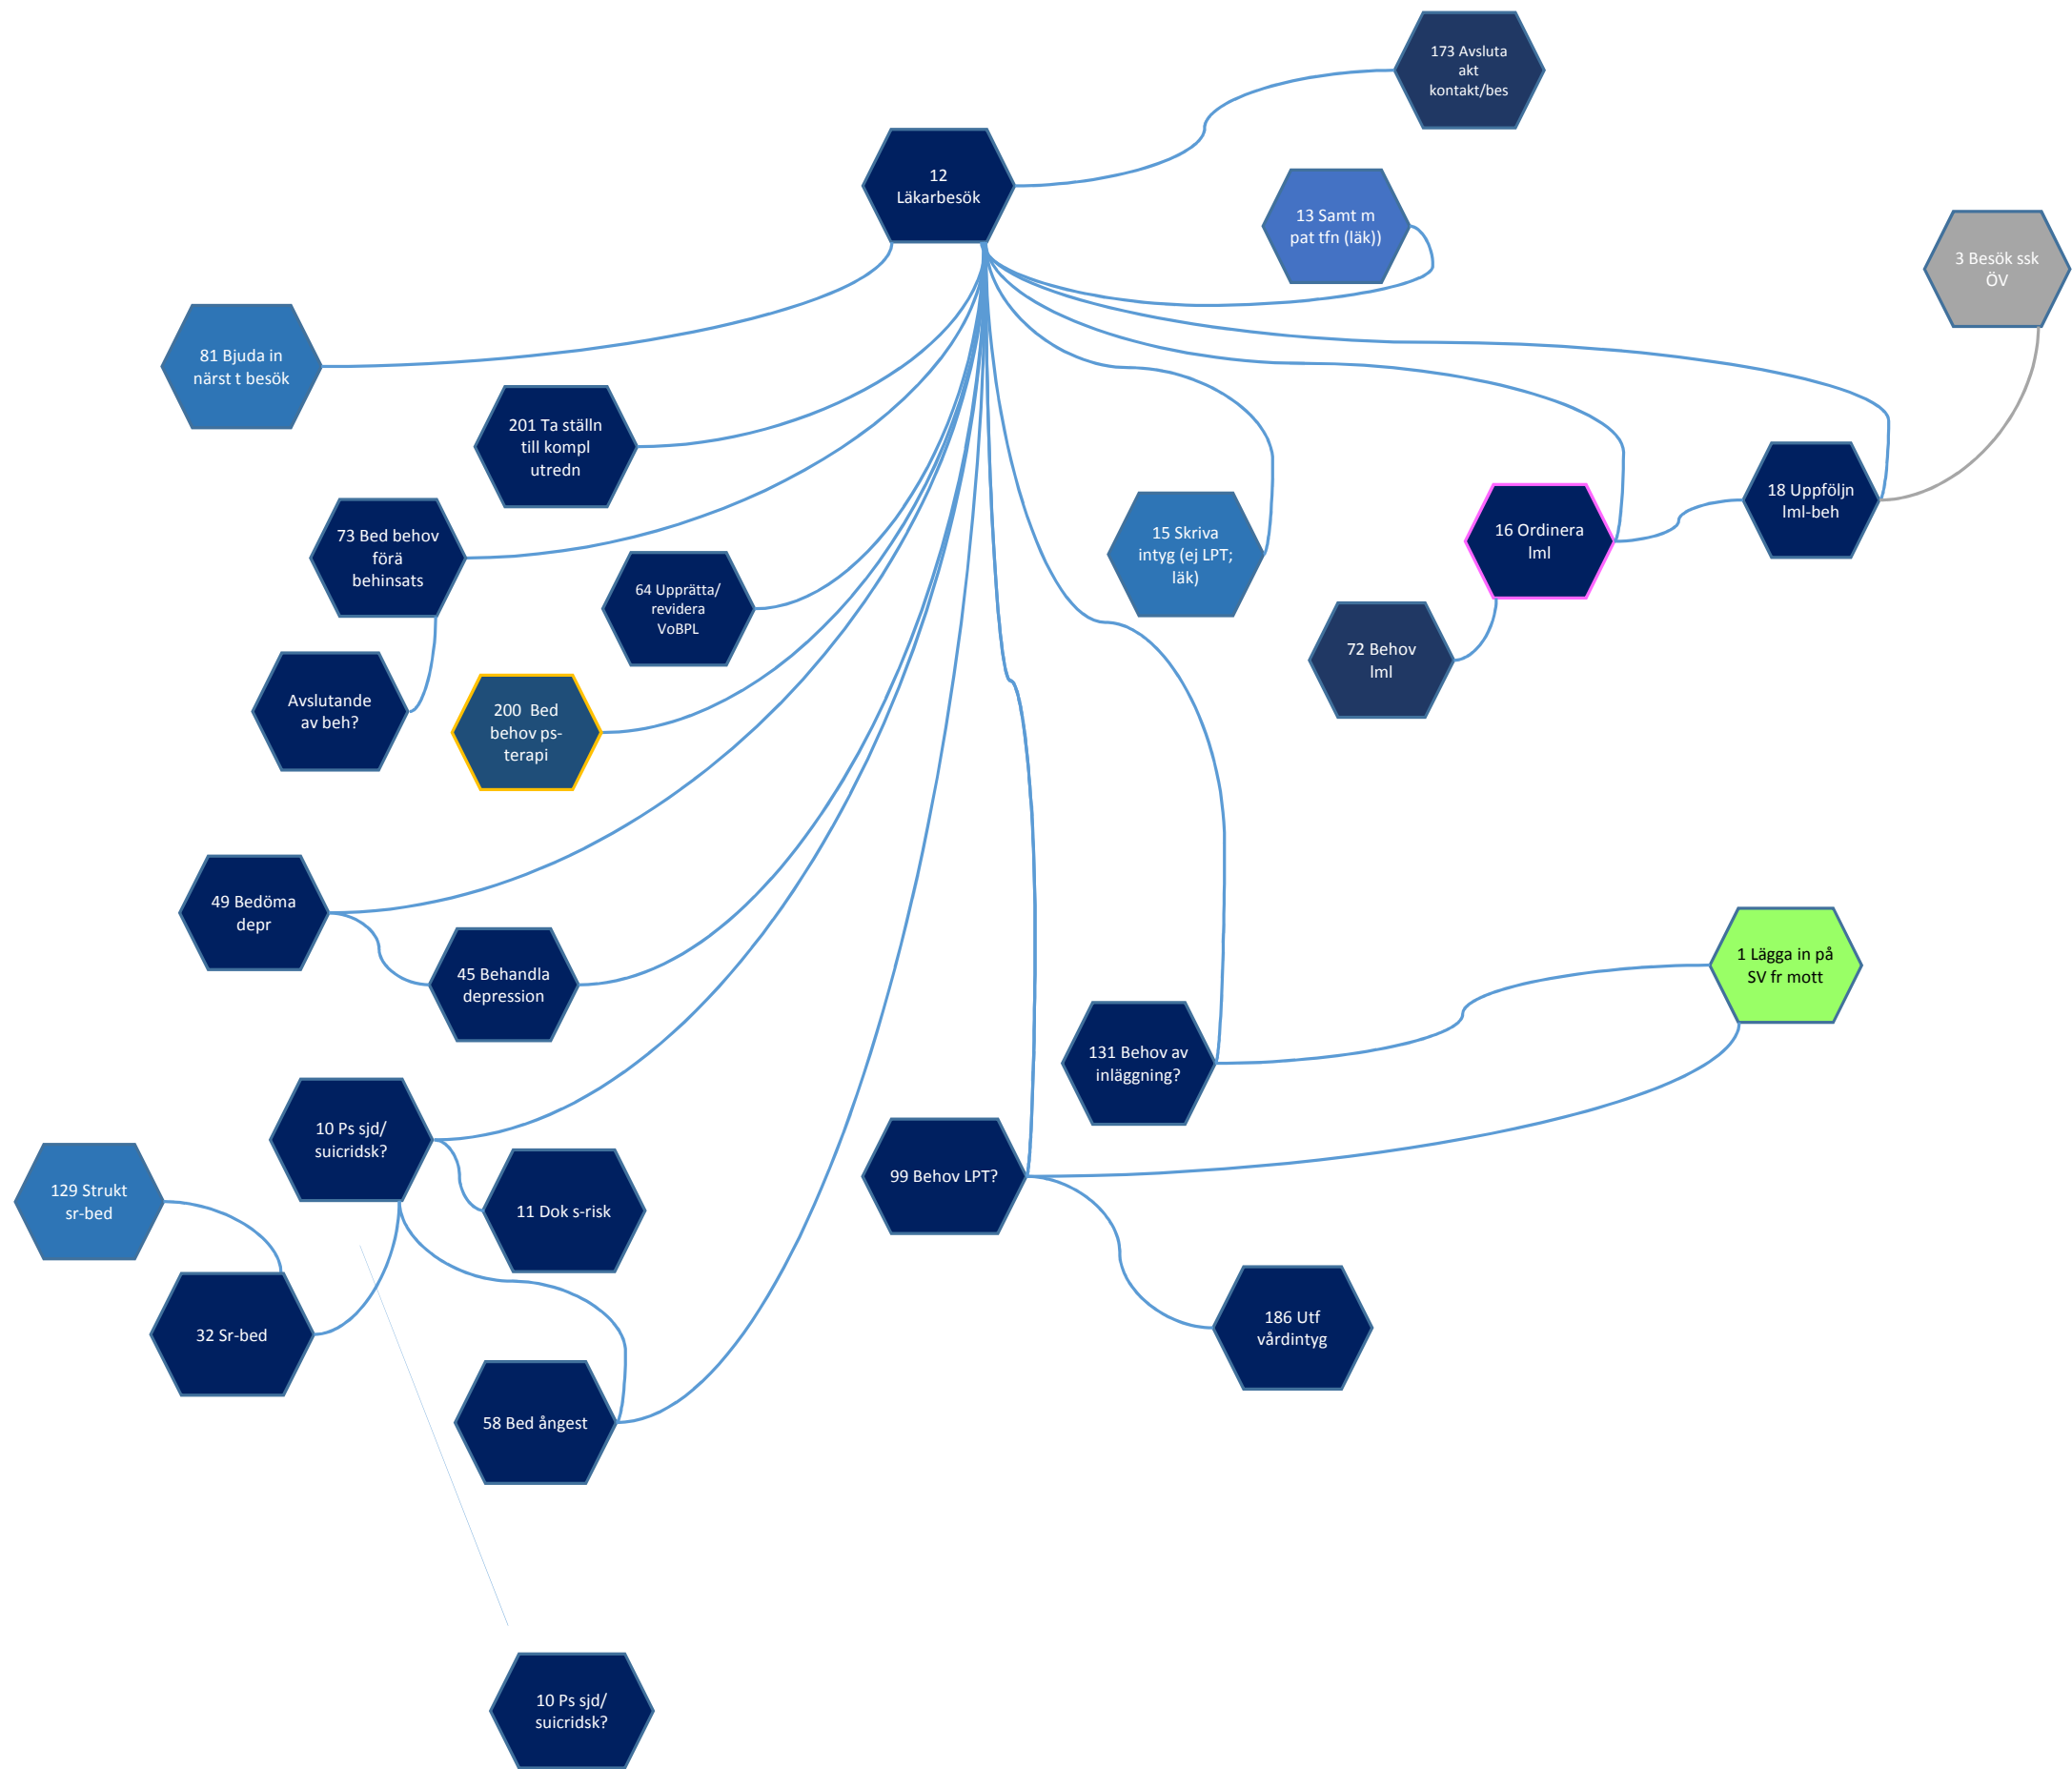 173 Avsluta
akt
kontakt/bes
12
Läkarbesök
13 Samt m
pat tfn (läk))
3 Besök ssk
ÖV
81 Bjuda in
närst t besök
201 Ta ställn
till kompl
utredn
73 Bed behov
förä
behinsats
64 Upprätta/
revidera
VoBPL
15 Skriva
intyg (ej LPT;
läk)
16 Ordinera
lml
18 Uppföljn
lml-beh
72 Behov
lml
Avslutande
av beh?
200 Bed
behov ps-
terapi
49 Bedöma
depr
45 Behandla
depression
1 Lägga in på
SV fr mott
131 Behov av
inläggning?
10 Ps sjd/
suicridsk?
99 Behov LPT?
129 Strukt
sr-bed
11 Dok s-risk
32 Sr-bed
186 Utf
vårdintyg
58 Bed ångest
10 Ps sjd/
suicridsk?